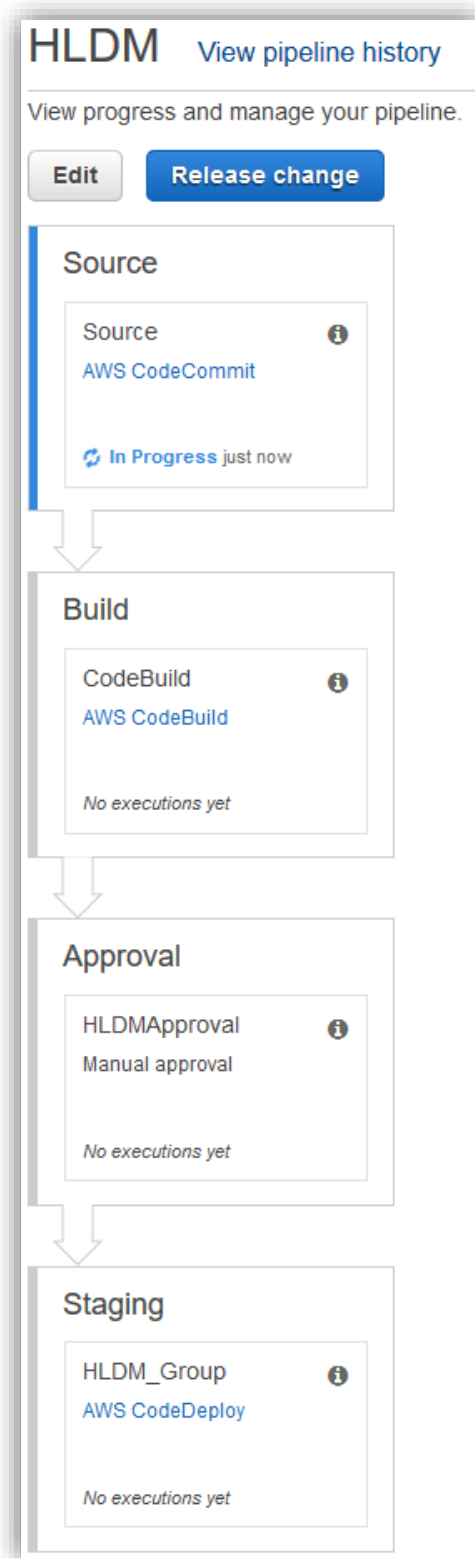 HLDM View pipeline history
View progress and manage your pipeline.
Edit Release change
Source
Source
AWS CodeCommit
In Progress just now
Build
CodeBuild
AWS CodeBuild
No executions yet
Approval
HLDMApproval
Manual approval
No executions yet
Staging
HLDM_Group
AWS CodeDeploy
No executions yet